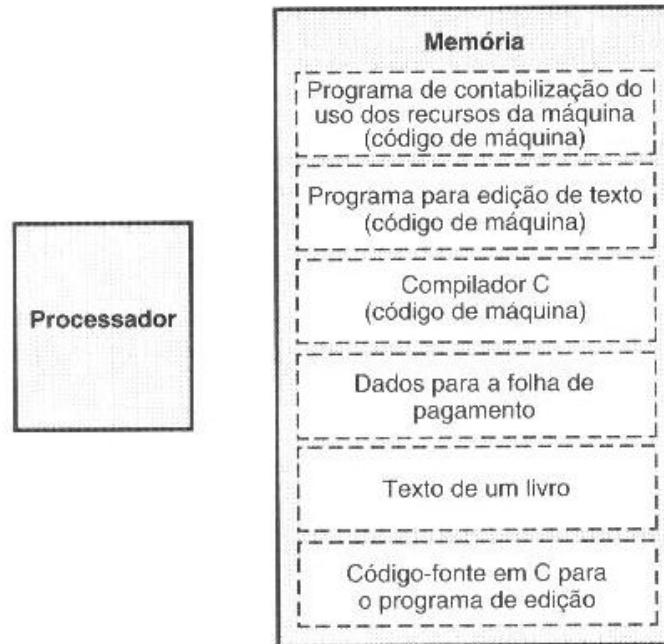 Memória
Programa de contabilização do
uso dos recursos da máquina
(código de máquina)
Programa para edição de texto
(código de máquina)
Processador
Compilador C
(código de máquina)
Dados para a folha de
pagamento
Texto de um livro
Código-fonte em C para
o programa de edição